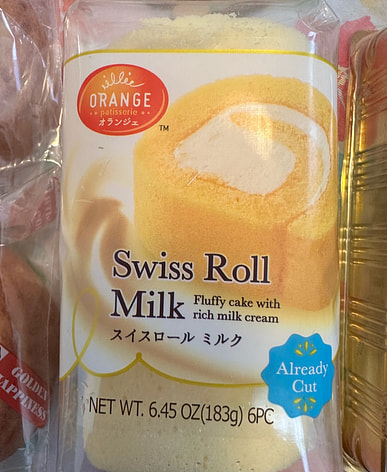 ORANGE
patisserie
オランジェ
TM
Swiss Roll
Milk
Fluffy cake with
rich milk cream
スイスロール ミルク
Already
Cut
NET WT. 6.45 OZ(183g) 6PC
GOLDEN
HAPPINESS